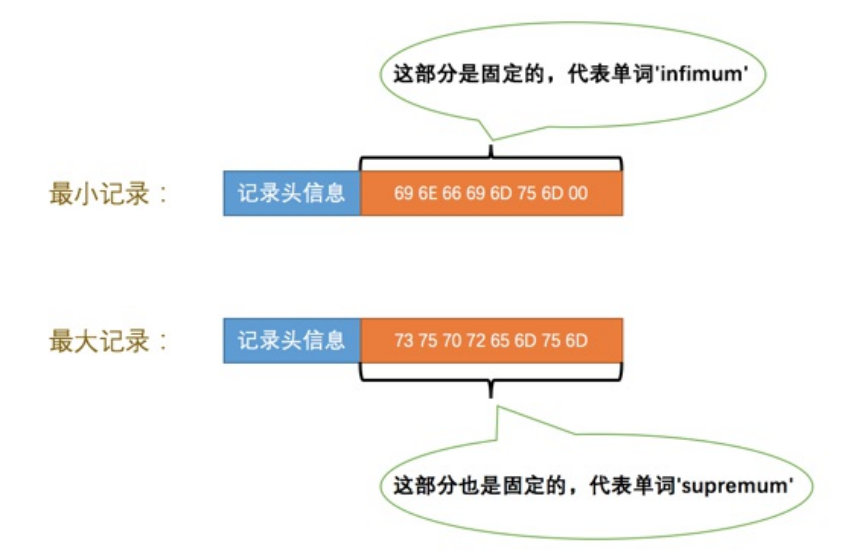 这部分是固定的，代表单词'infimum'
最小记录：
记录头信息
69 6E 66 69 6D 75 6D 00
最大记录：
记录头信息
73 75 70 72 65 6D 75 6D
这部分也是固定的，代表单词'supremum'